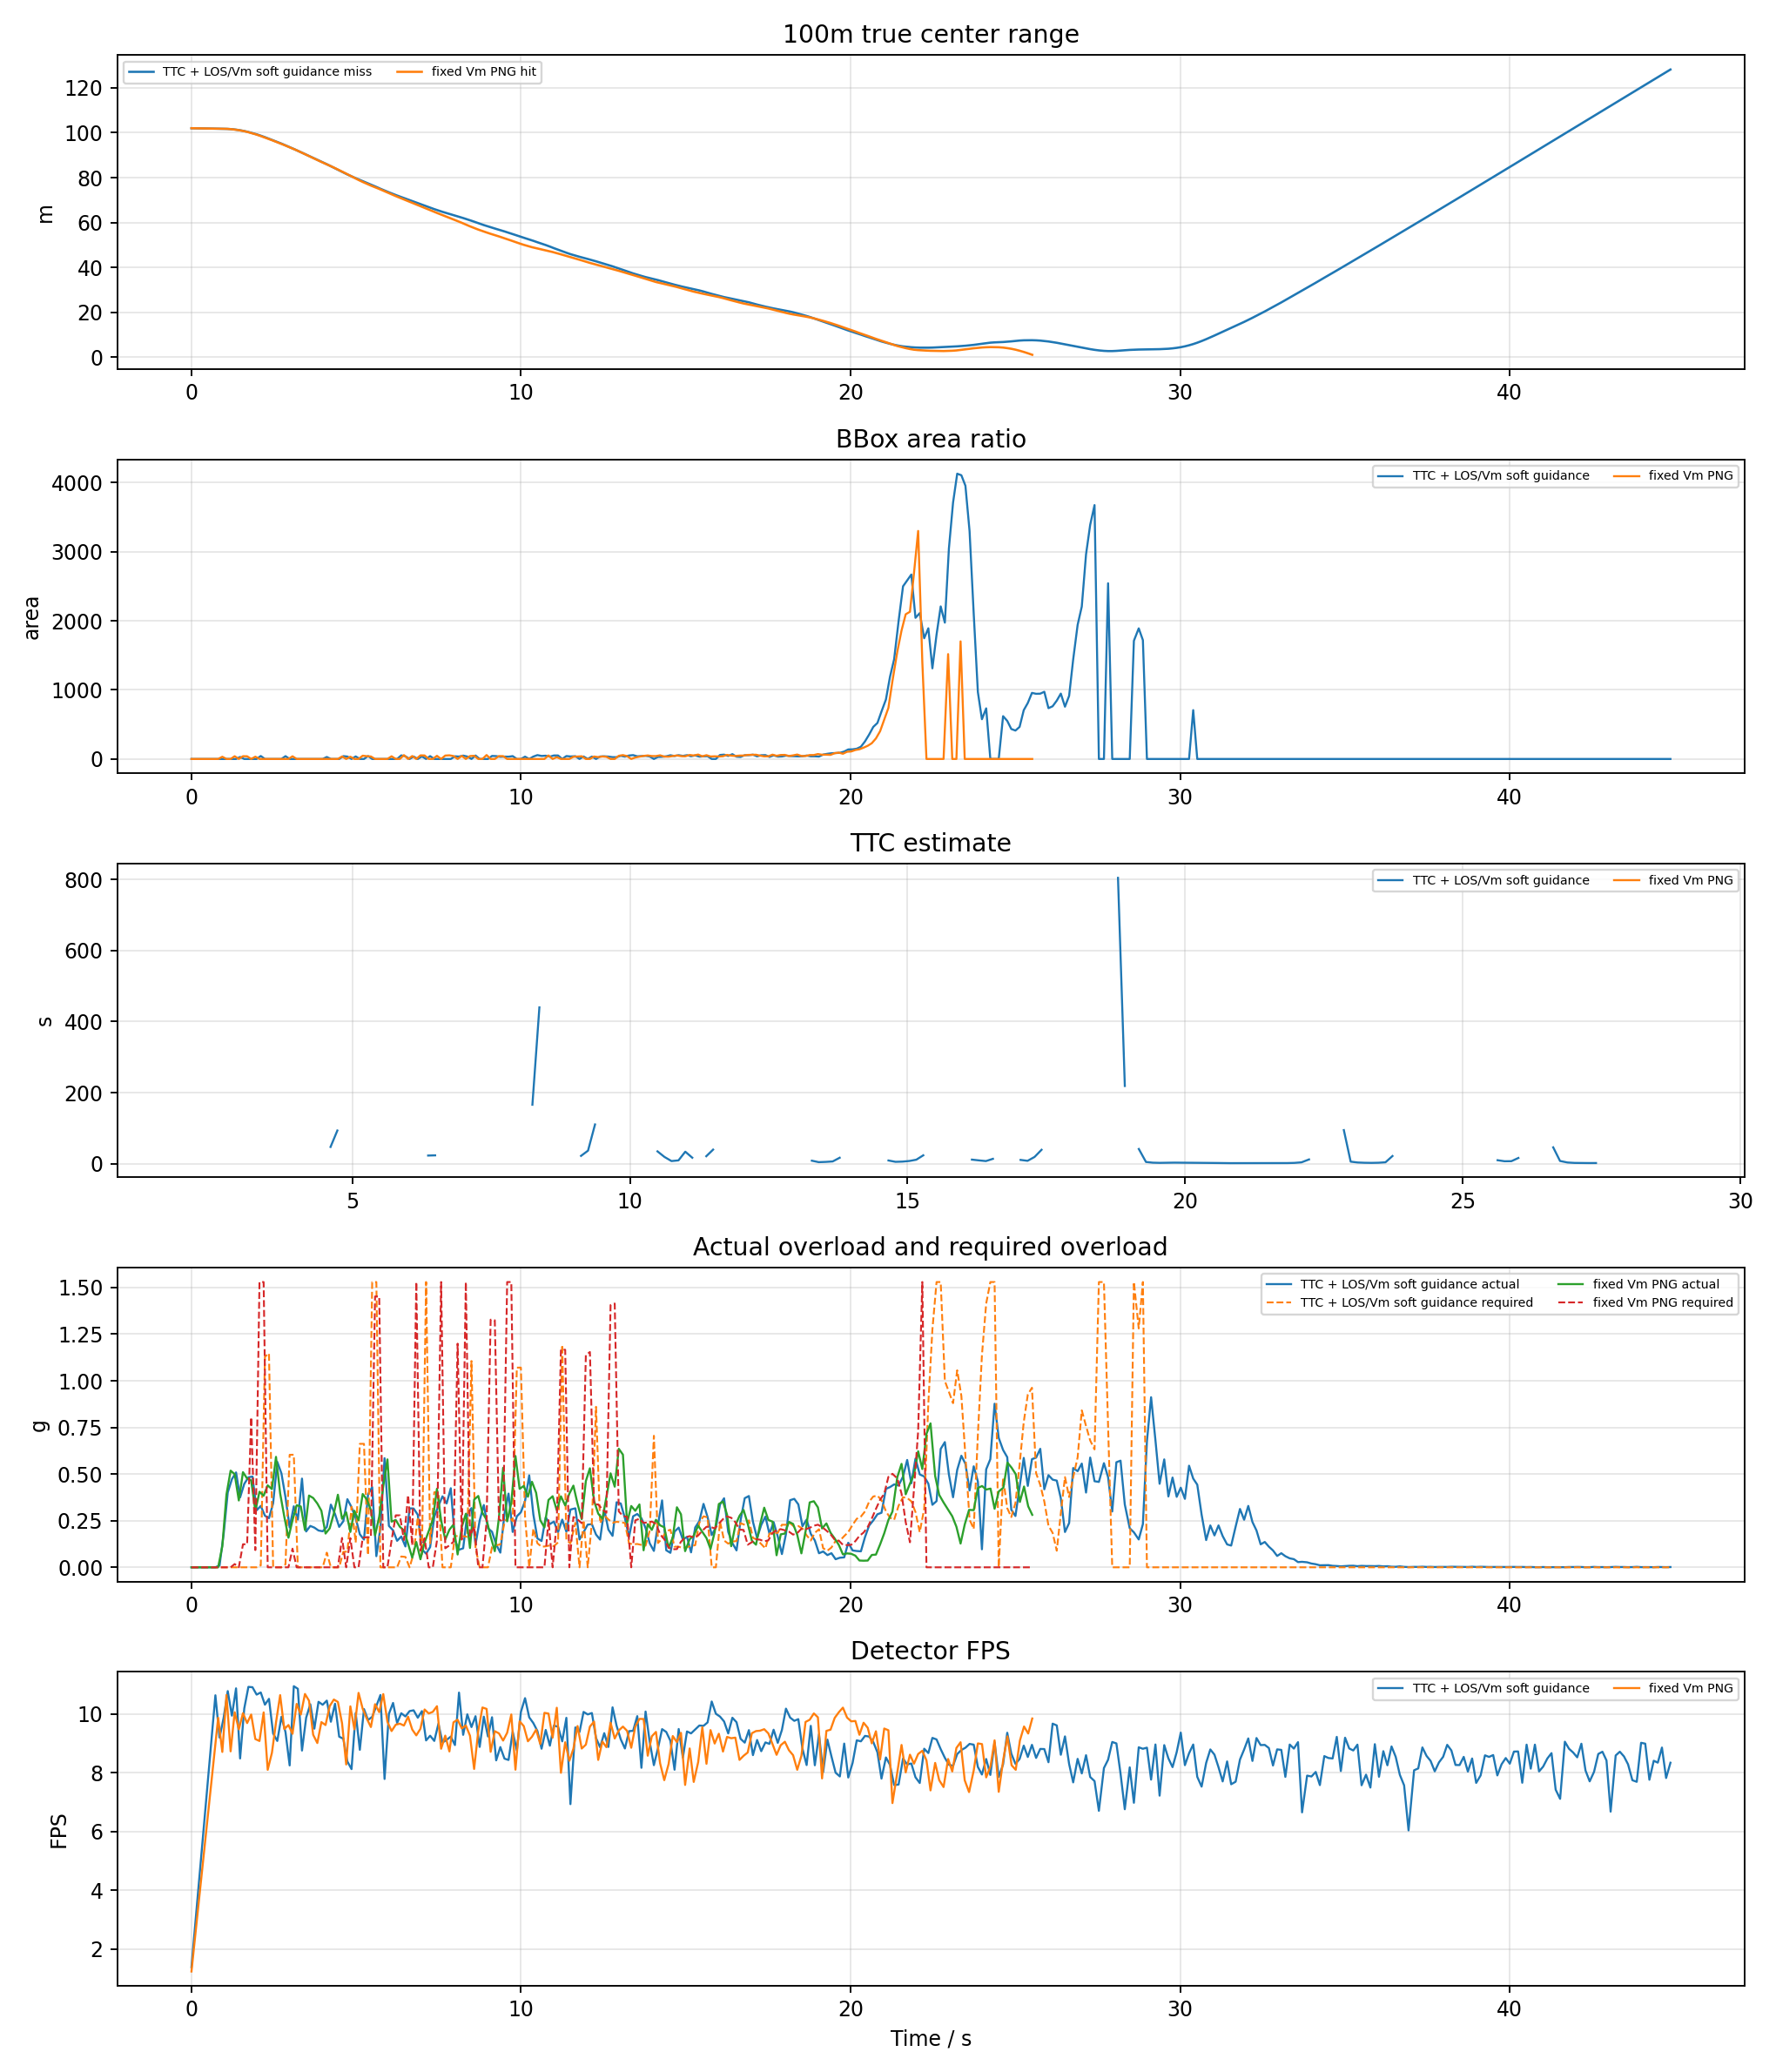 100m true center range
TTC + LOS/Vm soft guidance miss fixed Vm PNG hit
120
100
80
60
40
20
0
m
0 10 20 30 40
BBox area ratio
TTC + LOS/Vm soft guidance fixed Vm PNG
4000
3000
2000
1000
0
area
0 10 20 30 40
TTC estimate
TTC + LOS/Vm soft guidance fixed Vm PNG
800
600
400
200
0
s
5 10 15 20 25 30
Actual overload and required overload
TTC + LOS/Vm soft guidance actual fixed Vm PNG actual
TTC + LOS/Vm soft guidance required fixed Vm PNG required
1.50
1.25
1.00
0.75
0.50
0.25
0.00
g
0 10 20 30 40
Detector FPS
TTC + LOS/Vm soft guidance fixed Vm PNG
10
8
6
4
2
FPS
0 10 20 30 40
Time / s